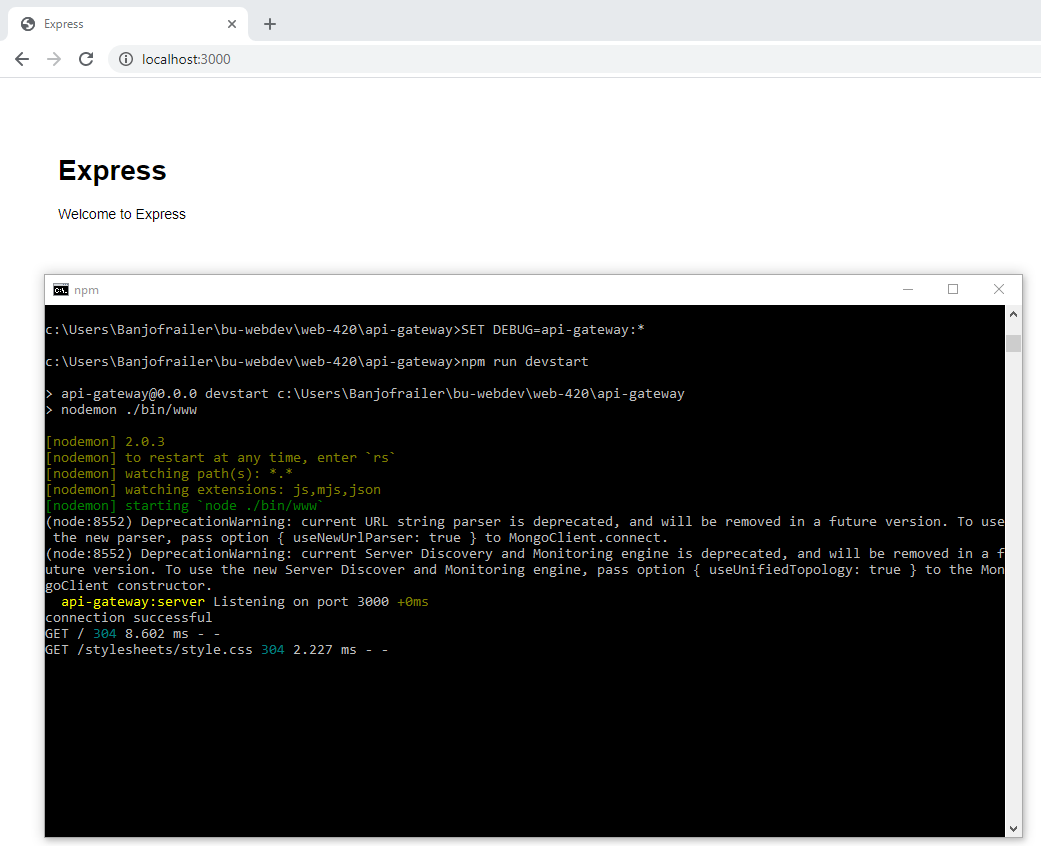 Express
localhost:3000
Express
Welcome to Express
npm
c:\Users\Banjofrailer\bu-webdev\web-420\api-gateway>SET DEBUG=api-gateway:*
c:\Users\Banjofrailer\bu-webdev\web-420\api-gateway>npm run devstart
> api-gateway@0.0.0 devstart c:\Users\Banjofrailer\bu-webdev\web-420\api-gateway
> nodemon ./bin/www
[nodemon] 2.0.3
[nodemon] to restart at any time, enter `rs`
[nodemon] watching path(s): *.*
[nodemon] watching extensions: js,mjs,json
[nodemon] starting `node ./bin/www`
(node:8552) DeprecationWarning: current URL string parser is deprecated, and will be removed in a future version. To use
 the new parser, pass option { useNewUrlParser: true } to MongoClient.connect.
(node:8552) DeprecationWarning: current Server Discovery and Monitoring engine is deprecated, and will be removed in a f
uture version. To use the new Server Discover and Monitoring engine, pass option { useUnifiedTopology: true } to the Mon
goClient constructor.
  api-gateway:server Listening on port 3000 +0ms
connection successful
GET / 304 8.602 ms - -
GET /stylesheets/style.css 304 2.227 ms - -